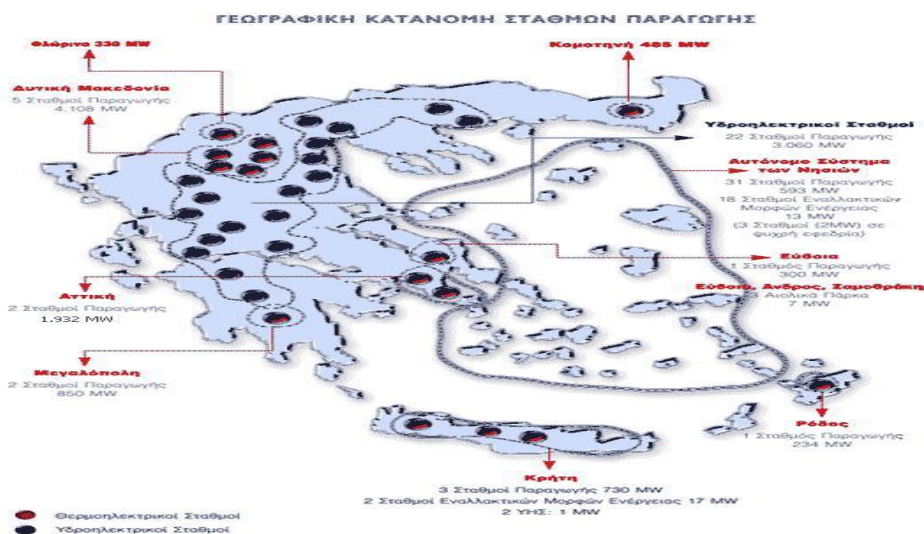 ΓΕΩΓΡΑΦΙΚΗ ΚΑΤΑΝΟΜΗ ΣΤΑΘΜΩΝ ΠΑΡΑΓΩΓΗΣ
Φλώρινα 330 MW
Κομοτηνή 485 MW
Δυτική Μακεδονία
5 Σταθμοί Παραγωγής
4.108 MW
Υδροηλεκτρικοί Σταθμοί
22 Σταθμοί Παραγωγής
3.060 MW
Αυτόνομο Σύστημα
των Νησιών
31 Σταθμοί Παραγωγής
593 MW
18 Σταθμοί Εναλλακτικών
Μορφών Ενέργειας
13 MW
(3 Σταθμοί (2MW) σε
ψυχρή εφεδρία)
Εύβοια
1 Σταθμός Παραγωγής
300 MW
Εύβοια, Άνδρος, Σαμοθράκη
3 Αιολικά Πάρκα
7 MW
Αττική
2 Σταθμοί Παραγωγής
1.932 MW
Μεγαλόπολη
2 Σταθμοί Παραγωγής
850 MW
Ρόδος
1 Σταθμός Παραγωγής
234 MW
Κρήτη
3 Σταθμοί Παραγωγής 730 MW
2 Σταθμοί Εναλλακτικών Μορφών Ενέργειας 17 MW
2 ΥΗΣ: 1 MW
Θερμοηλεκτρικοί Σταθμοί
Υδροηλεκτρικοί Σταθμοί